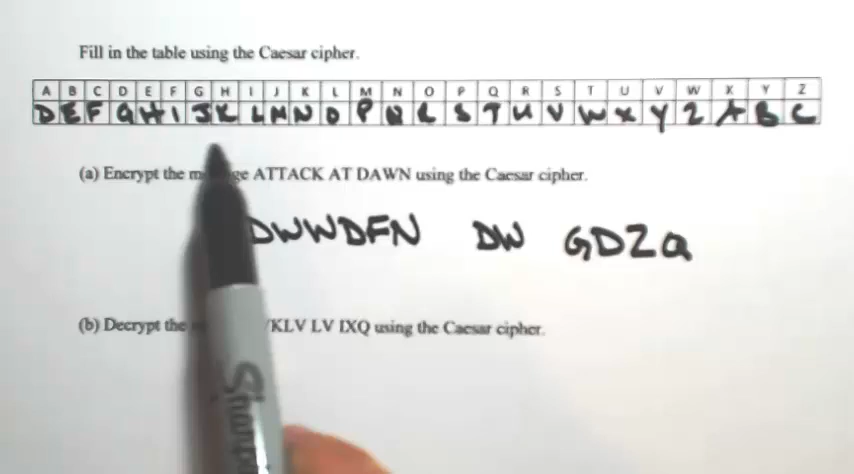 Fill in the table using the Caesar cipher.
A B C D E F G H I J K L M N O P Q R S T U V W X Y Z
D E F G H I J K L M N O P Q R S T U V W X Y Z A B C
(a) Encrypt the ATTACK AT DAWN using the Caesar cipher.
DWWDFN DW GDZQ
(b) Decrypt the KLV LV IXQ using the Caesar cipher.
Sharpie